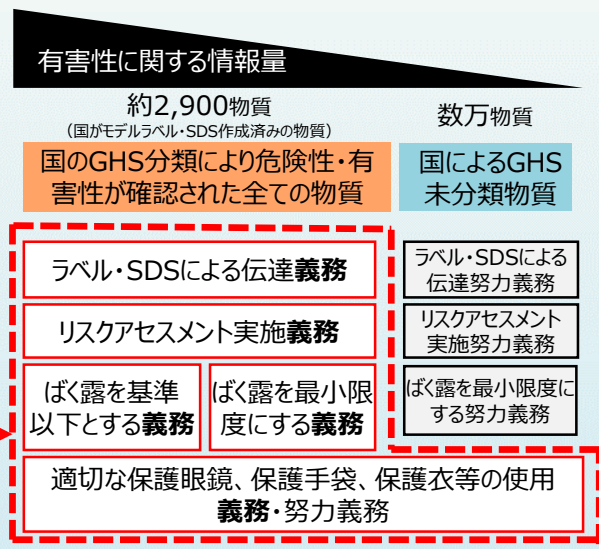 有害性に関する情報量
約2,900物質
（国がモデルラベル・SDS作成済みの物質）
数万物質
国のGHS分類により危険性・有
害性が確認された全ての物質
国によるGHS
未分類物質
ラベル・SDSによる伝達義務
ラベル・SDSによる
伝達努力義務
リスクアセスメント実施義務
リスクアセスメント
実施努力義務
ばく露を基準
以下とする義務
ばく露を最小限
度にする義務
ばく露を最小限度に
する努力義務
適切な保護眼鏡、保護手袋、保護衣等の使用
義務・努力義務